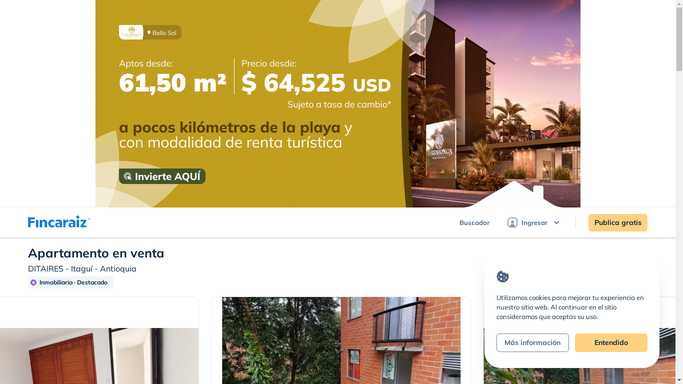 Bello Sol
Aptos desde:
61,50 m²
Precio desde:
$ 64,525 USD
Sujeto a tasa de cambio*
a pocos kilómetros de la playa y
con modalidad de renta turística
Invierte AQUÍ
Fincaraiz
Buscador
Ingresar
Publica gratis
Apartamento en venta
DITAIRES - Itaguí - Antioquia
Inmobiliaria · Destacado
Utilizamos cookies para mejorar tu experiencia en
nuestro sitio web. Al continuar en el sitio
consideramos que aceptas su uso.
Más información
Entendido